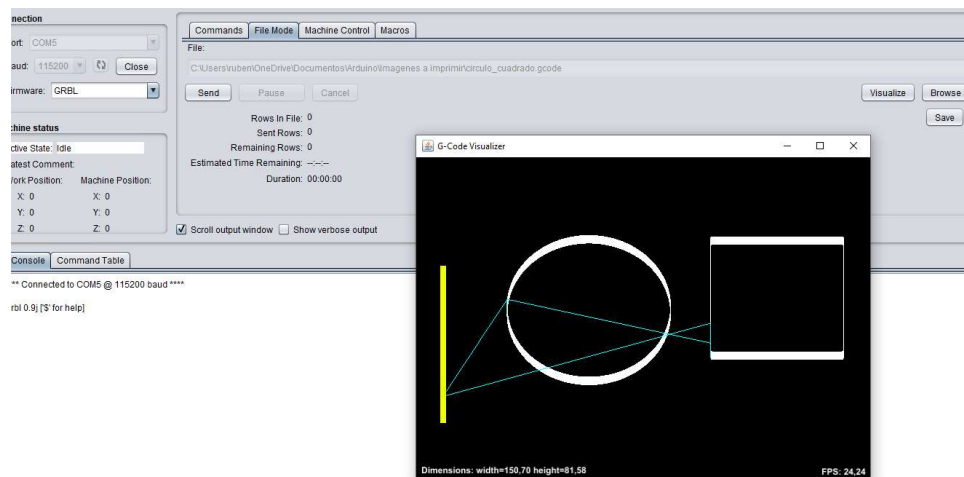 nnection
ort: COM5
aud: 115200 Close
irmware: GRBL
chine status
ctive State: Idle
atest Comment:
Vork Position: Machine Position:
X: 0 X: 0
Y: 0 Y: 0
Z: 0 Z: 0
Commands File Mode Machine Control Macros
File:
C:\Users\ruben\OneDrive\Documentos\Arduino\Imagenes a imprimir\circulo_cuadrado.gcode
Send Pause Cancel Visualize Browse
Save
Rows In File: 0
Sent Rows: 0
Remaining Rows: 0
Estimated Time Remaining: --:--:--
Duration: 00:00:00
Scroll output window Show verbose output
G-Code Visualizer
Dimensions: width=150,70 height=81,58 FPS: 24,24
Console Command Table
** Connected to COM5 @ 115200 baud ****
rbl 0.9j ['$' for help]